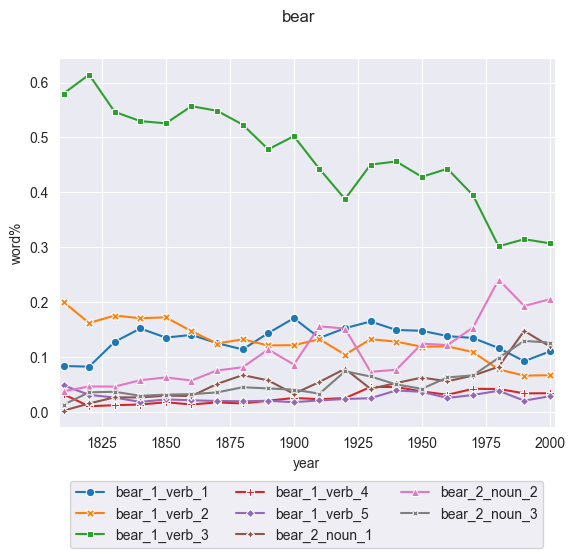 bear
0.6
0.5
0.4
0.3
0.2
0.1
0.0
word%
1825 1850 1875 1900 1925 1950 1975 2000
year
bear_1_verb_1 bear_1_verb_4 bear_2_noun_2
bear_1_verb_2 bear_1_verb_5 bear_2_noun_3
bear_1_verb_3 bear_2_noun_1